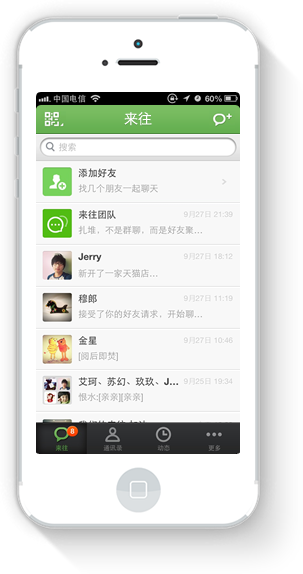 中国电信 60%
来往
搜索
添加好友
找几个朋友一起聊天
来往团队 9月27日 21:39
扎堆，不是群聊，而是好友聚...
Jerry 9月27日 18:12
新开了一家天猫店...
穆郎 9月27日 11:19
接受了你的好友请求，开始聊...
金星 9月27日 10:46
[阅后即焚]
艾珂、苏幻、玖玖、J... 9月25日 19:34
恨水:[亲亲][亲亲]
8
来往 通讯录 动态 更多